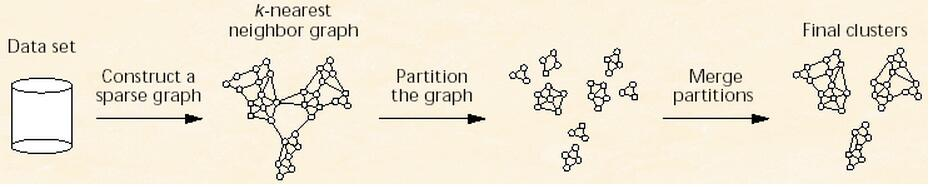 Data set
Construct a
sparse graph
k-nearest
neighbor graph
Partition
the graph
Merge
partitions
Final clusters